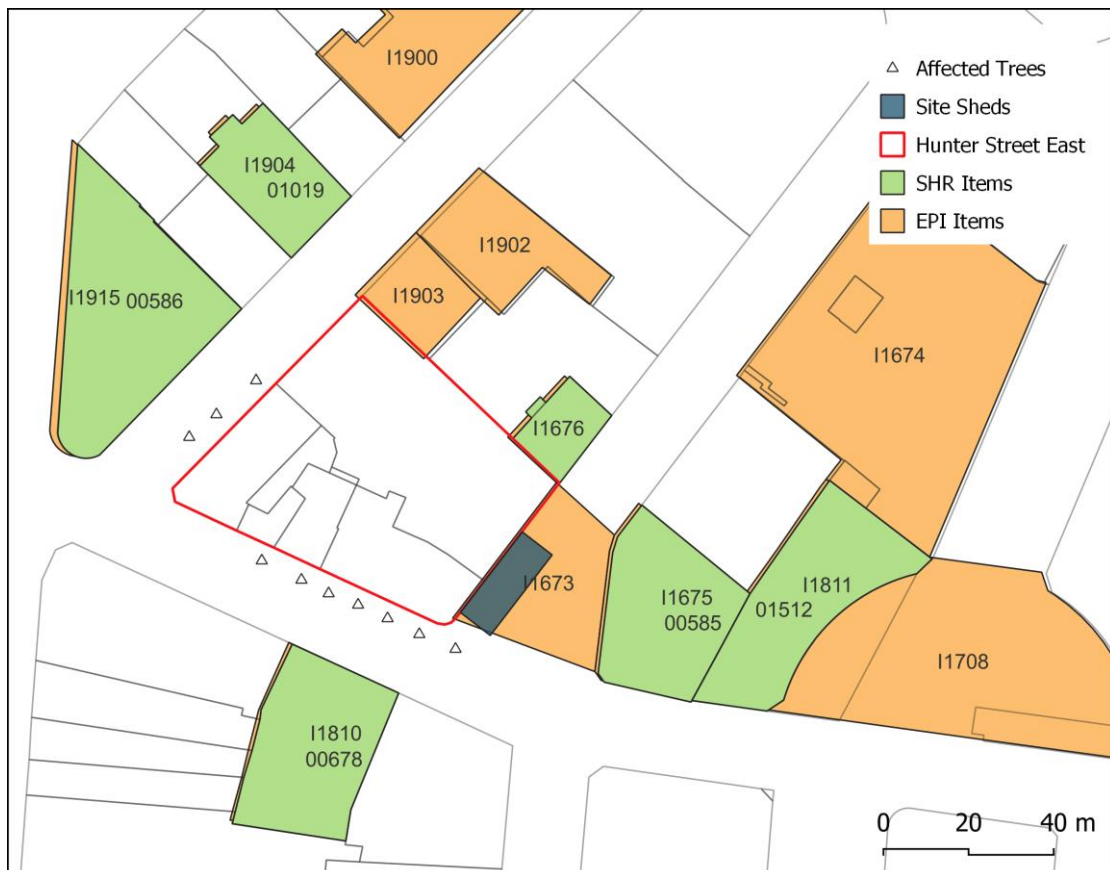 I1900
Affected Trees
Site Sheds
Hunter Street East
SHR Items
EPI Items
I1904
01019
I1902
I1903
I1915 00586
I1674
I1676
I1673
I1675
00585
I1811
01512
I1708
I1810
00678
0 20 40 m